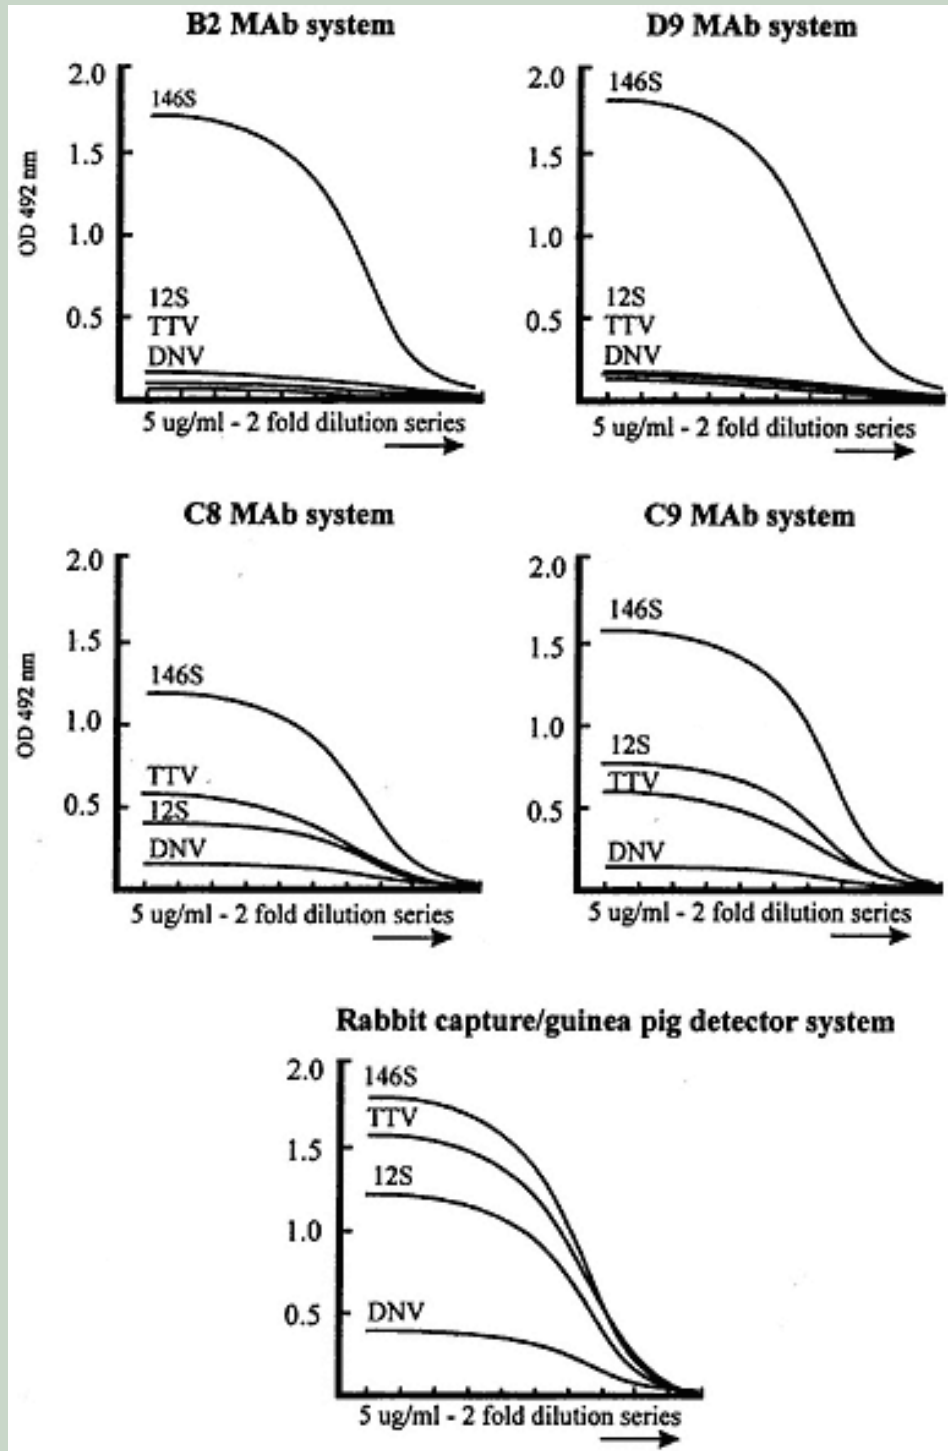 B2 MAb system
D9 MAb system
2.0
146S
1.5
1.0
12S
0.5
TTV
DNV
OD 492 nm
5 ug/ml - 2 fold dilution series
2.0
146S
1.5
1.0
12S
0.5
TTV
DNV
5 ug/ml - 2 fold dilution series
C8 MAb system
C9 MAb system
2.0
1.5
146S
1.0
TTV
0.5
12S
DNV
OD 492 nm
5 ug/ml - 2 fold dilution series
2.0
146S
1.5
1.0
12S
TTV
0.5
DNV
5 ug/ml - 2 fold dilution series
Rabbit capture/guinea pig detector system
2.0
146S
TTV
1.5
12S
1.0
0.5
DNV
5 ug/ml - 2 fold dilution series